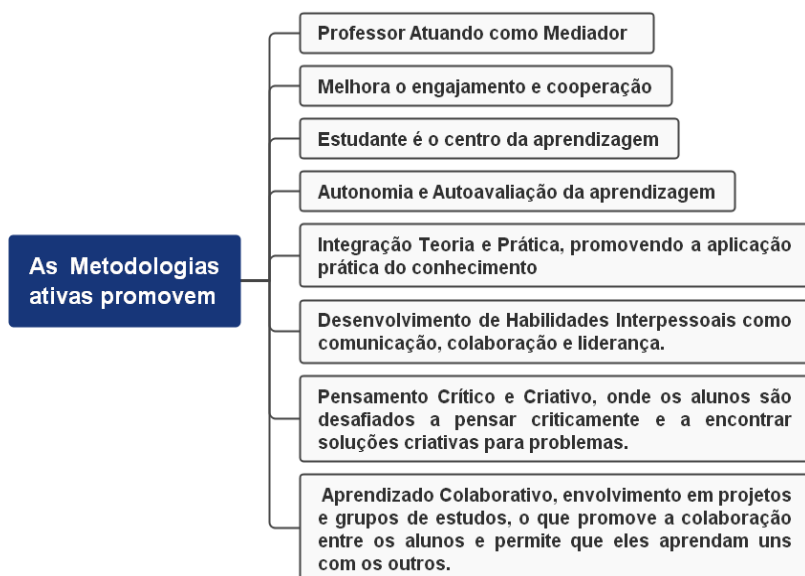 As Metodologias
ativas promovem
Professor Atuando como Mediador
Melhora o engajamento e cooperação
Estudante é o centro da aprendizagem
Autonomia e Autoavaliação da aprendizagem
Integração Teoria e Prática, promovendo a aplicação
prática do conhecimento
Desenvolvimento de Habilidades Interpessoais como
comunicação, colaboração e liderança.
Pensamento Crítico e Criativo, onde os alunos são
desafiados a pensar criticamente e a encontrar
soluções criativas para problemas.
Aprendizado Colaborativo, envolvimento em projetos
e grupos de estudos, o que promove a colaboração
entre os alunos e permite que eles aprendam uns
com os outros.